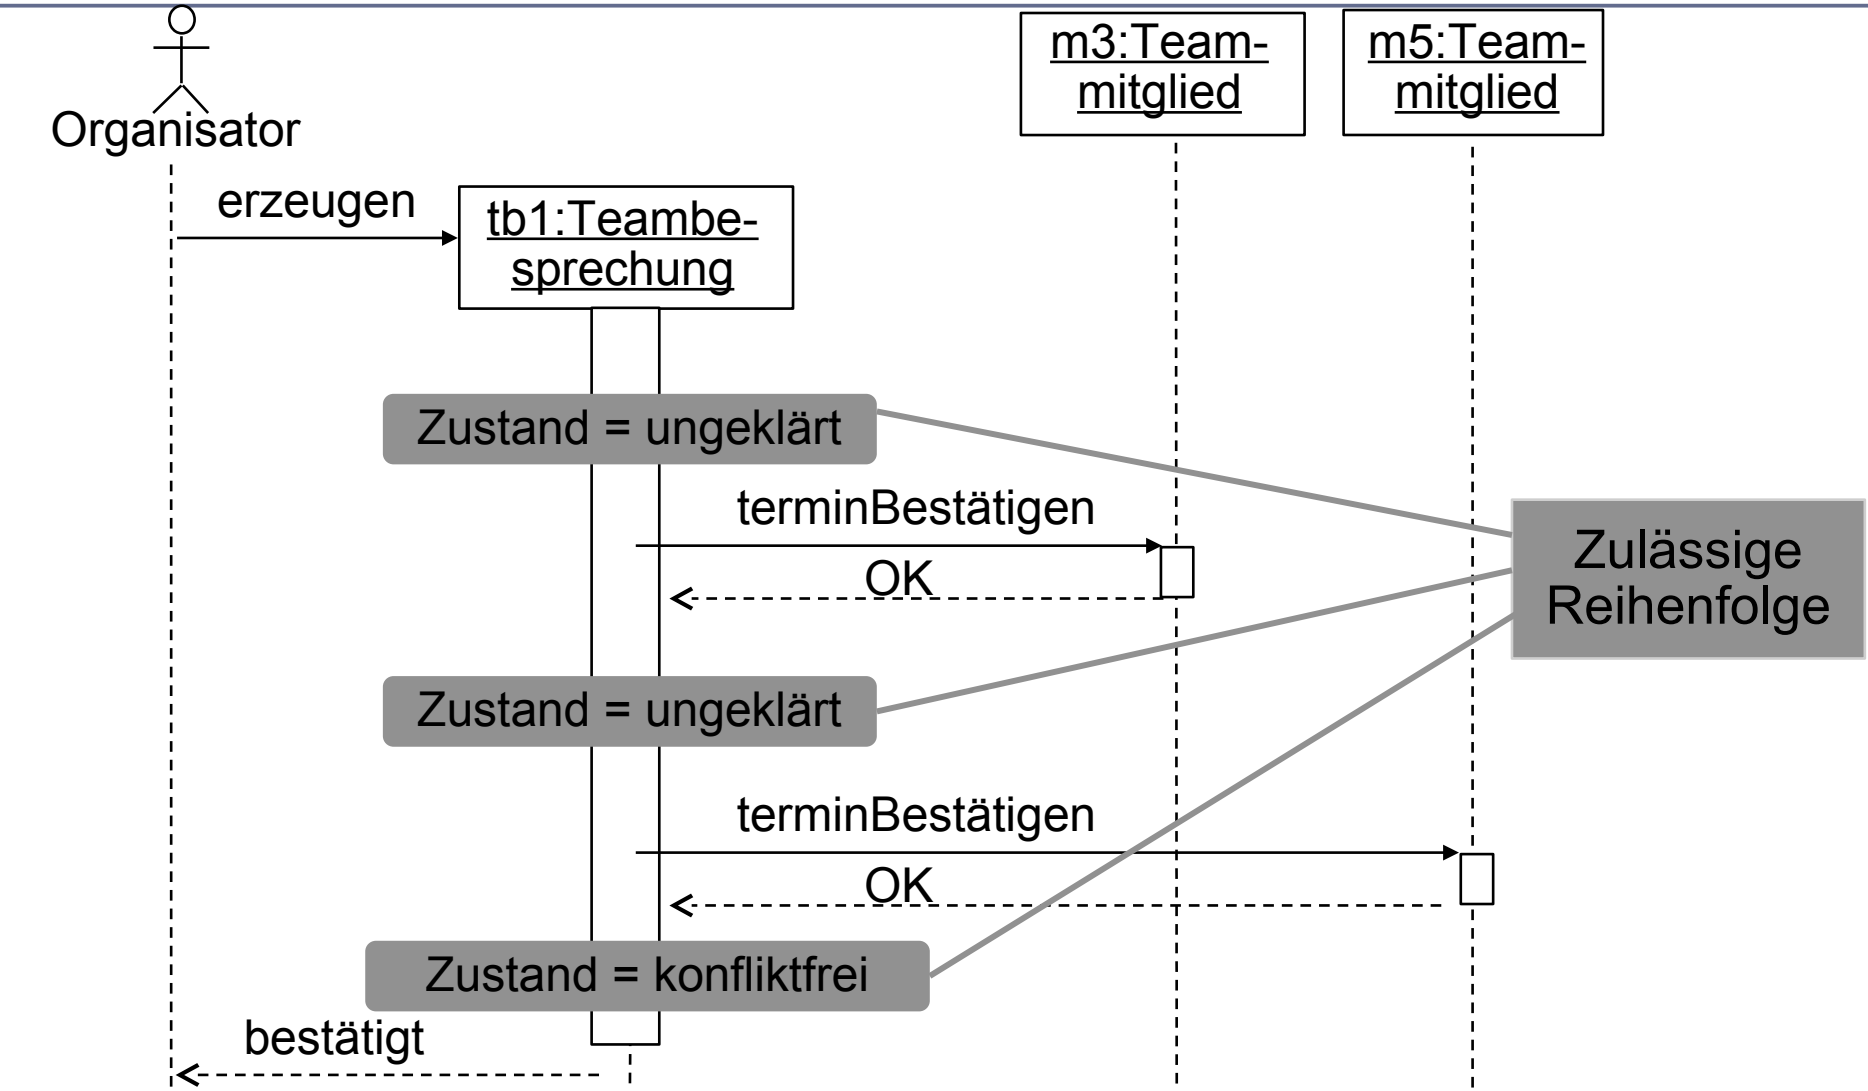 m3:Team-
mitglied
m5:Team-
mitglied
Organisator
erzeugen
tb1:Teambe-
sprechung
Zustand = ungeklärt
terminBestätigen
OK
Zulässige
Reihenfolge
Zustand = ungeklärt
terminBestätigen
OK
Zustand = konfliktfrei
bestätigt